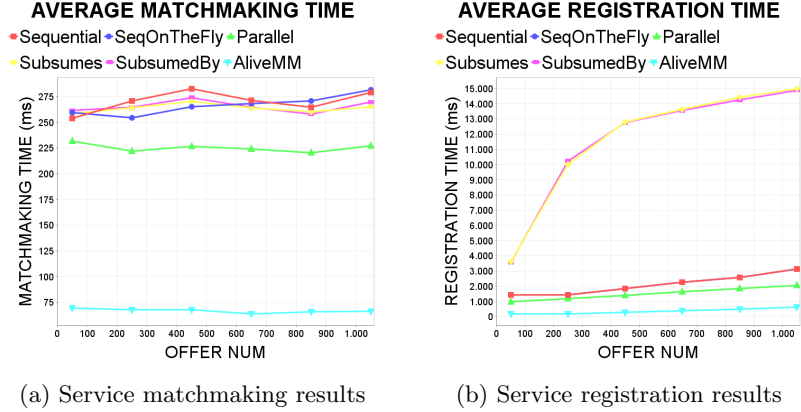 AVERAGE MATCHMAKING TIME
Sequential SeqOnTheFly Parallel
Subsumes SubsumedBy AliveMM
MATCHMAKING TIME (ms)
275
250
225
200
175
150
125
100
75
0 100 200 300 400 500 600 700 800 900 1.000
OFFER NUM
(a) Service matchmaking results
AVERAGE REGISTRATION TIME
Sequential SeqOnTheFly Parallel
Subsumes SubsumedBy AliveMM
REGISTRATION TIME (ms)
15.000
14.000
13.000
12.000
11.000
10.000
9.000
8.000
7.000
6.000
5.000
4.000
3.000
2.000
1.000
0
0 100 200 300 400 500 600 700 800 900 1.000
OFFER NUM
(b) Service registration results